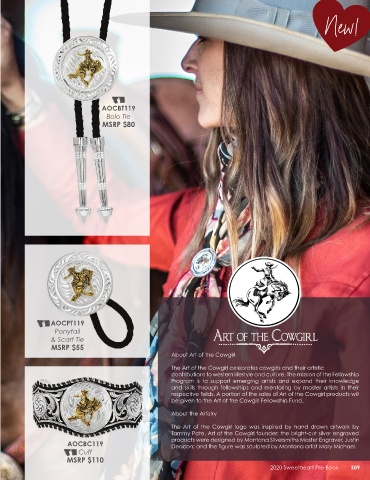 New!
AOCBT119
Bolo Tie
MSRP $80
AOCPT119
Ponytail
& Scarf Tie
MSRP $55
AOCBC119
Cuff
MSRP $110
ART OF THE COWGIRL
About Art of the Cowgirl
The Art of the Cowgirl celebrates cowgirls and their artistic
contributions to western lifestyle and culture. The mission of the Fellowship
Program is to support emerging artists and expand their knowledge
and skills through fellowships and mentoring by master artists in their
respective fields. A portion of the sales of Art of the Cowgirl products will
be given to the Art of the Cowgirl Fellowship Fund.
About the Artistry
The Art of the Cowgirl logo was inspired by hand drawn artwork by
Tammy Pate, Art of the Cowgirl founder; the bright-cut silver engraved
products were designed by Montana Silversmiths Master Engraver, Justin
Deacon; and the figure was sculpted by Montana artist Mary Michael.
2020 Sweetheart Pre-Book 509